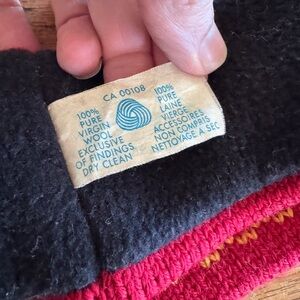 CA 00108
100%
PURE
VIRGIN
WOOL
EXCLUSIVE
OF FINDINGS
DRY CLEAN
100%
PURE
LAINE
VIERGE
ACCESSOIRES
NON COMPRIS
NETTOYAGE A SEC